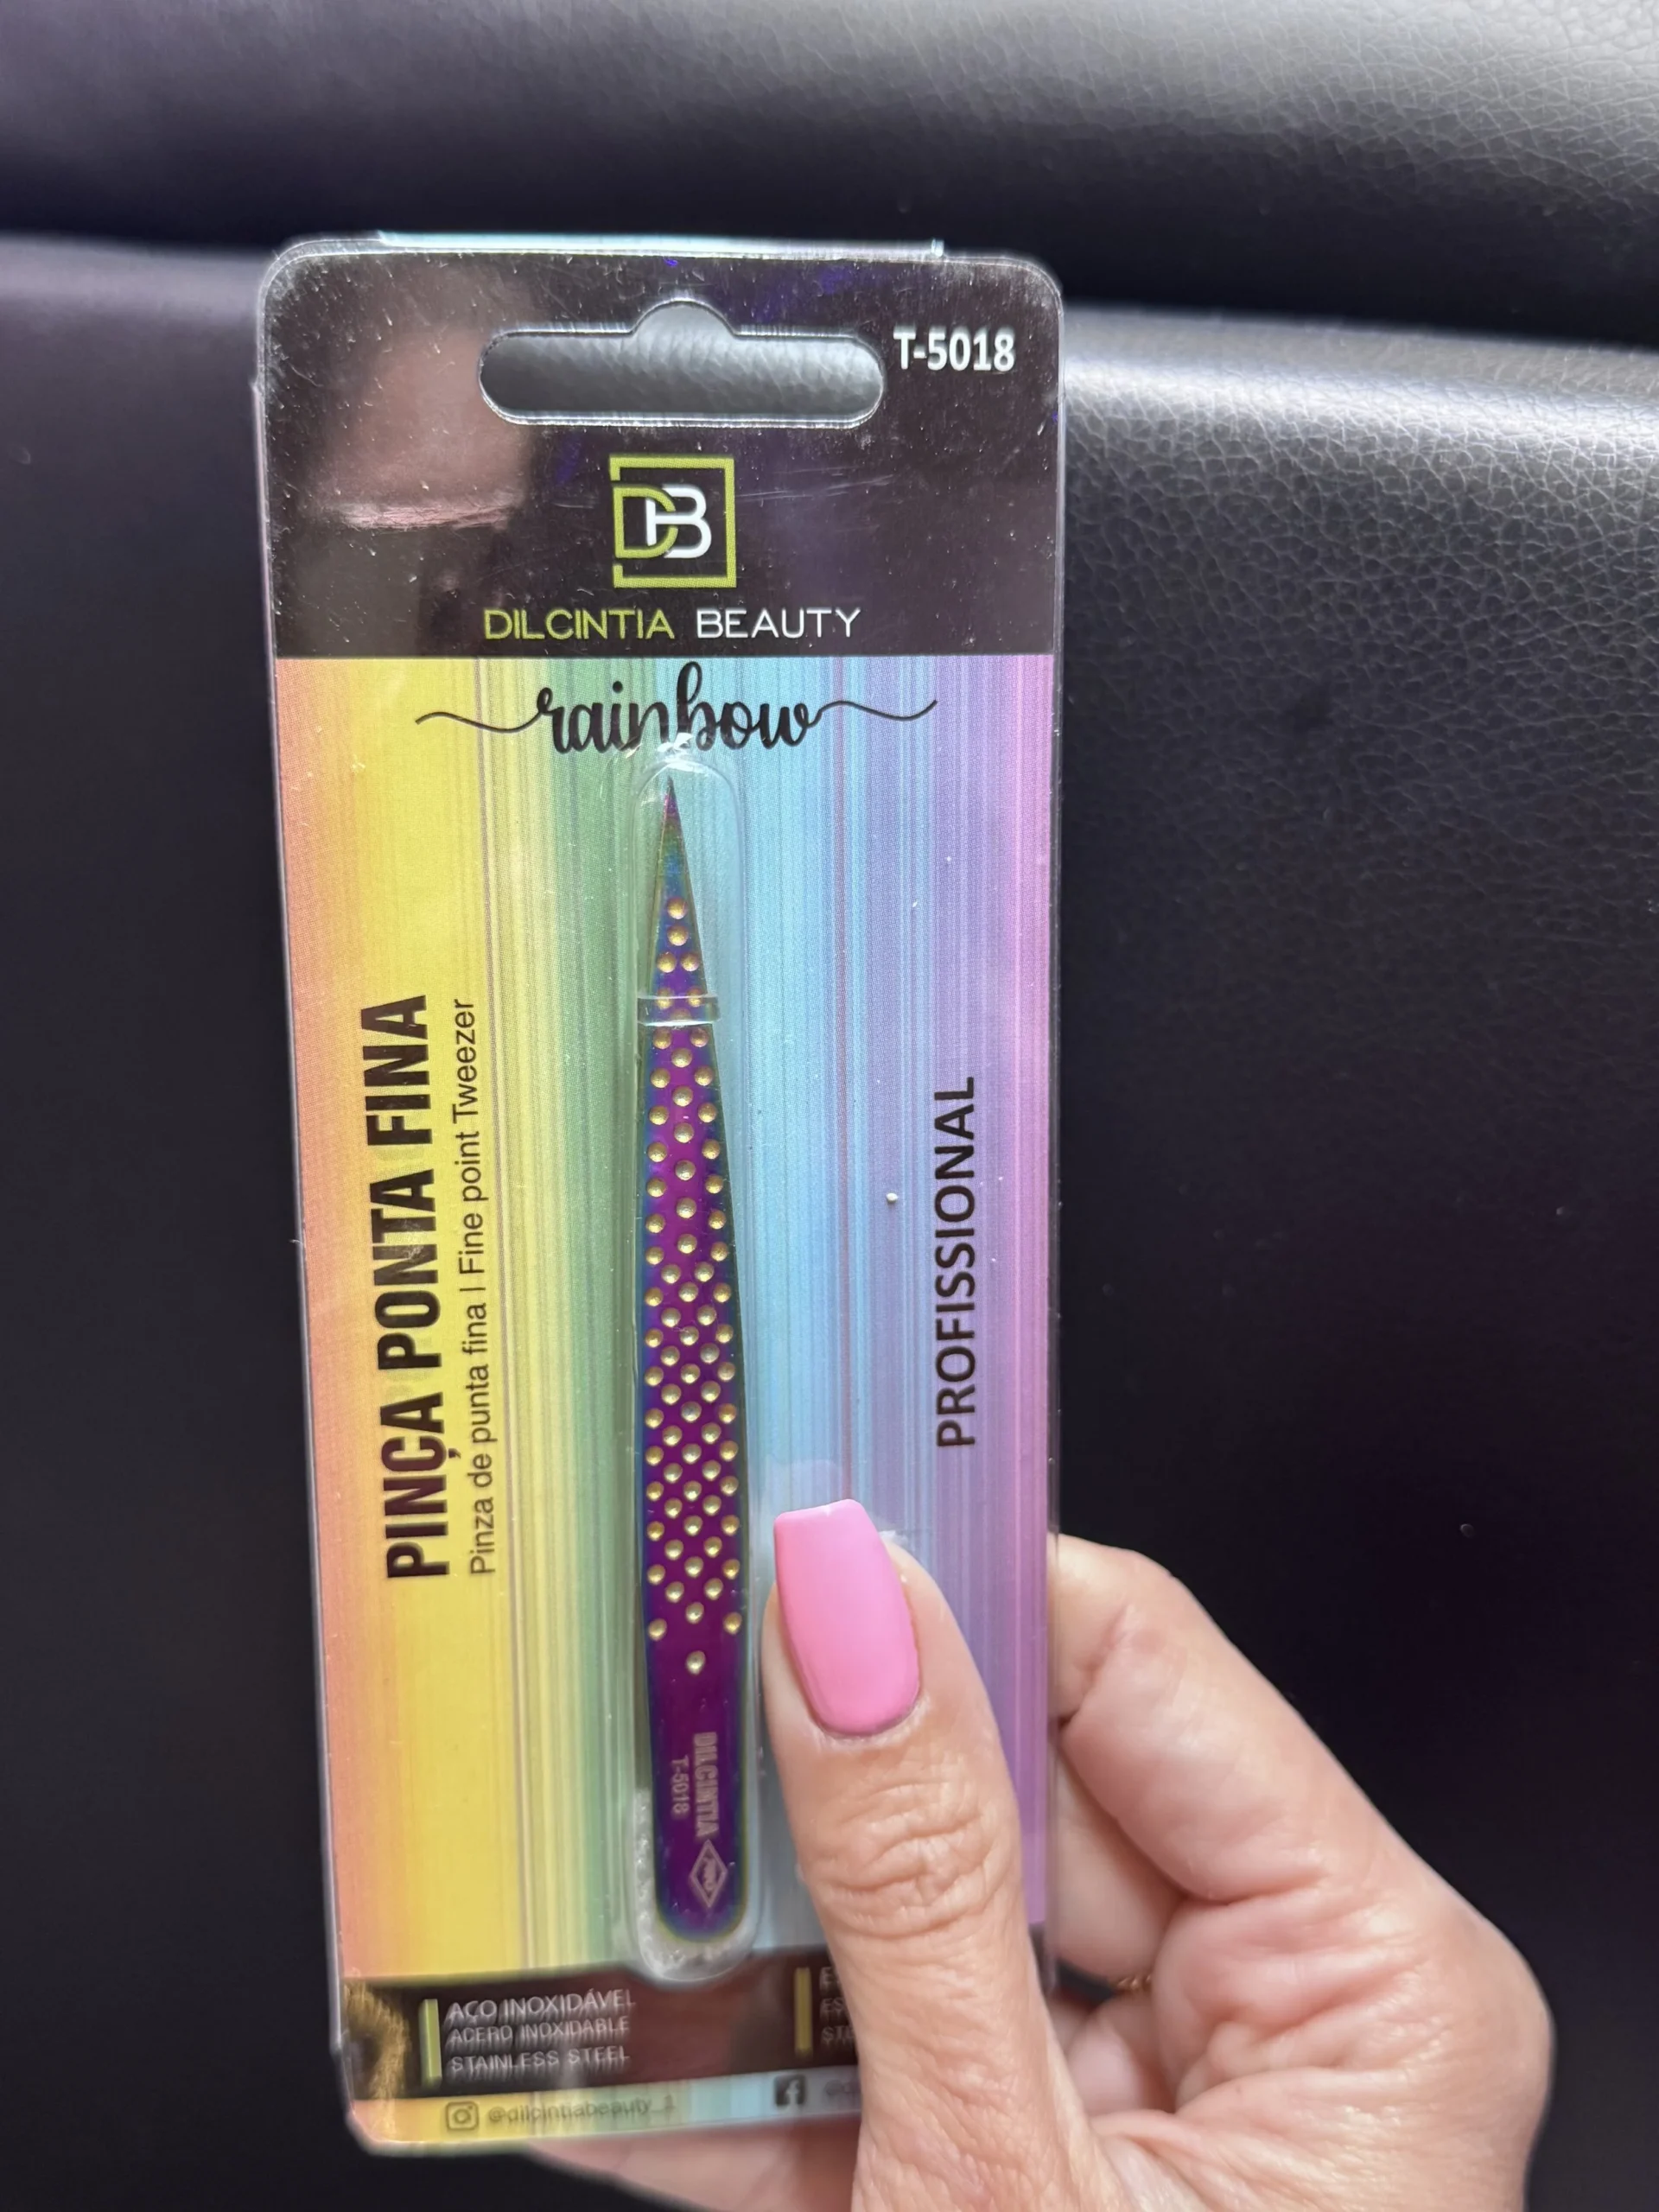 T-5018
DB
DILCINTIA BEAUTY
rainbow
PINÇA PONTA FINA
Pinza de punta fina | Fine point Tweezer
PROFISSIONAL
DILCINTIA
T-5018
AÇO INOXIDÁVEL
ACERO INOXIDABLE
STAINLESS STEEL
@dilcintiabeauty_1